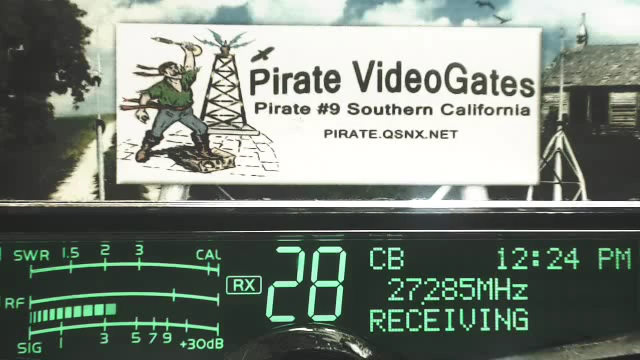 Pirate VideoGates
Pirate #9 Southern California
PIRATE.QSNX.NET
SWR 1.5 2 3 CAL
RF
SIG 1 3 5 7 9 +30dB
RX
28
CB 12:24 PM
27285MHz
RECEIVING